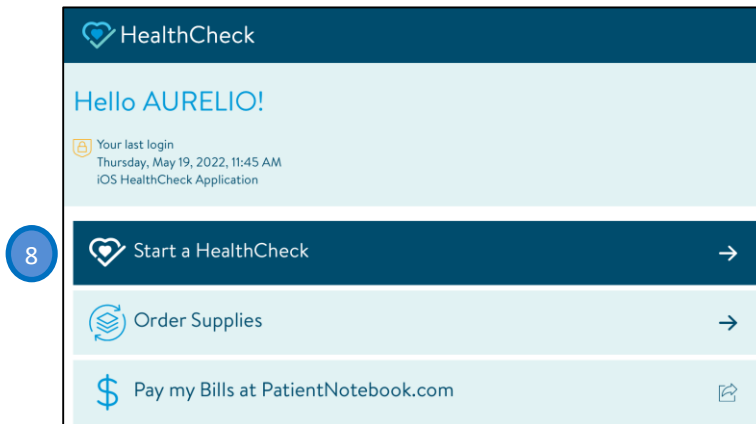 HealthCheck
Hello AURELIO!
Your last login
Thursday, May 19, 2022, 11:45 AM
iOS HealthCheck Application
8
Start a HealthCheck
Order Supplies
$ Pay my Bills at PatientNotebook.com